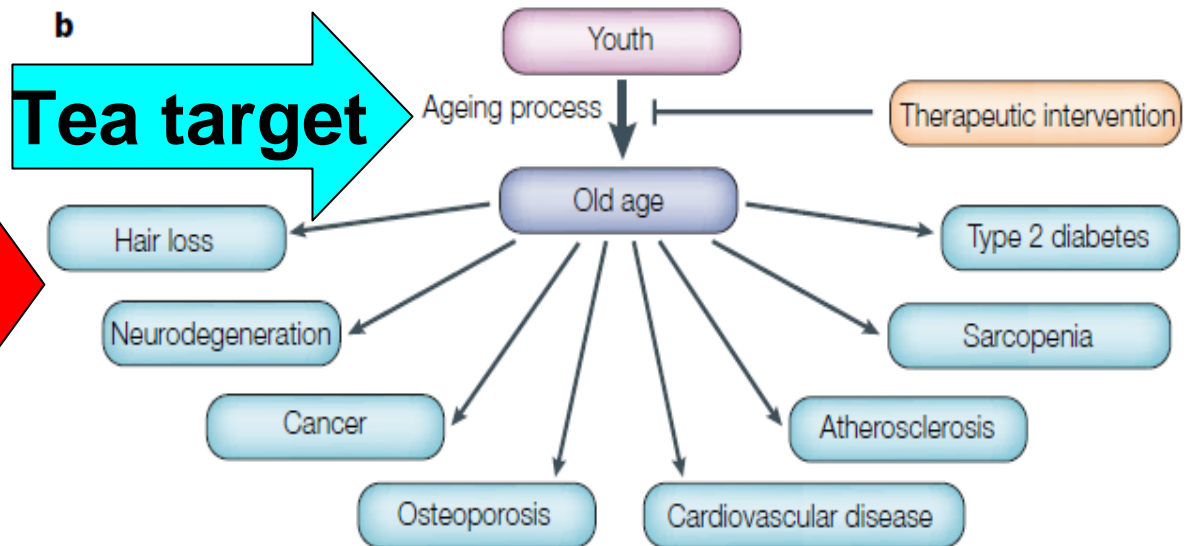 b
Youth
Tea target
Ageing process
Therapeutic intervention
Old age
Hair loss
Type 2 diabetes
Neurodegeneration
Sarcopenia
Cancer
Atherosclerosis
Osteoporosis
Cardiovascular disease